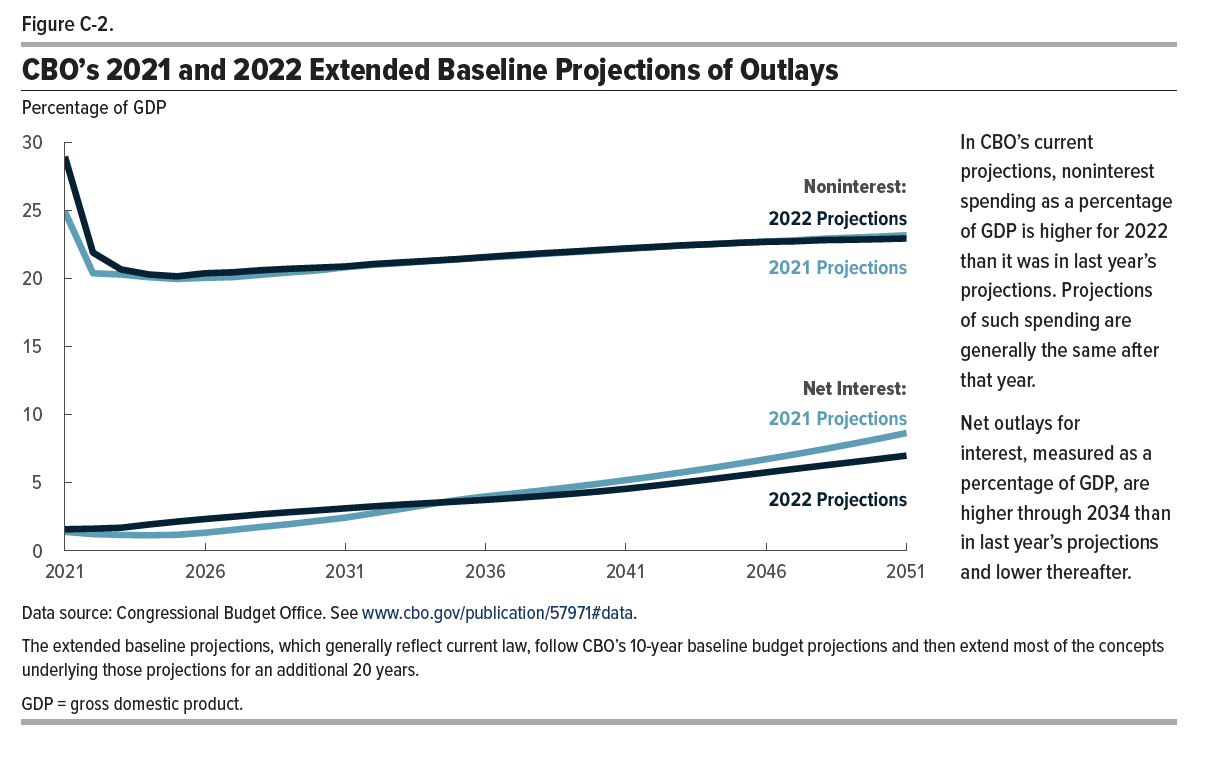 Figure C-2.
CBO’s 2021 and 2022 Extended Baseline Projections of Outlays
Percentage of GDP
30
25
20
15
10
5
0
2021
2026
2031
2036
2041
2046
2051
Noninterest:
2022 Projections
2021 Projections
Net Interest:
2021 Projections
2022 Projections
In CBO’s current
projections, noninterest
spending as a percentage
of GDP is higher for 2022
than it was in last year’s
projections. Projections
of such spending are
generally the same after
that year.
Net outlays for
interest, measured as a
percentage of GDP, are
higher through 2034 than
in last year’s projections
and lower thereafter.
Data source: Congressional Budget Office. See www.cbo.gov/publication/57971#data.
The extended baseline projections, which generally reflect current law, follow CBO’s 10-year baseline budget projections and then extend most of the concepts
underlying those projections for an additional 20 years.
GDP = gross domestic product.